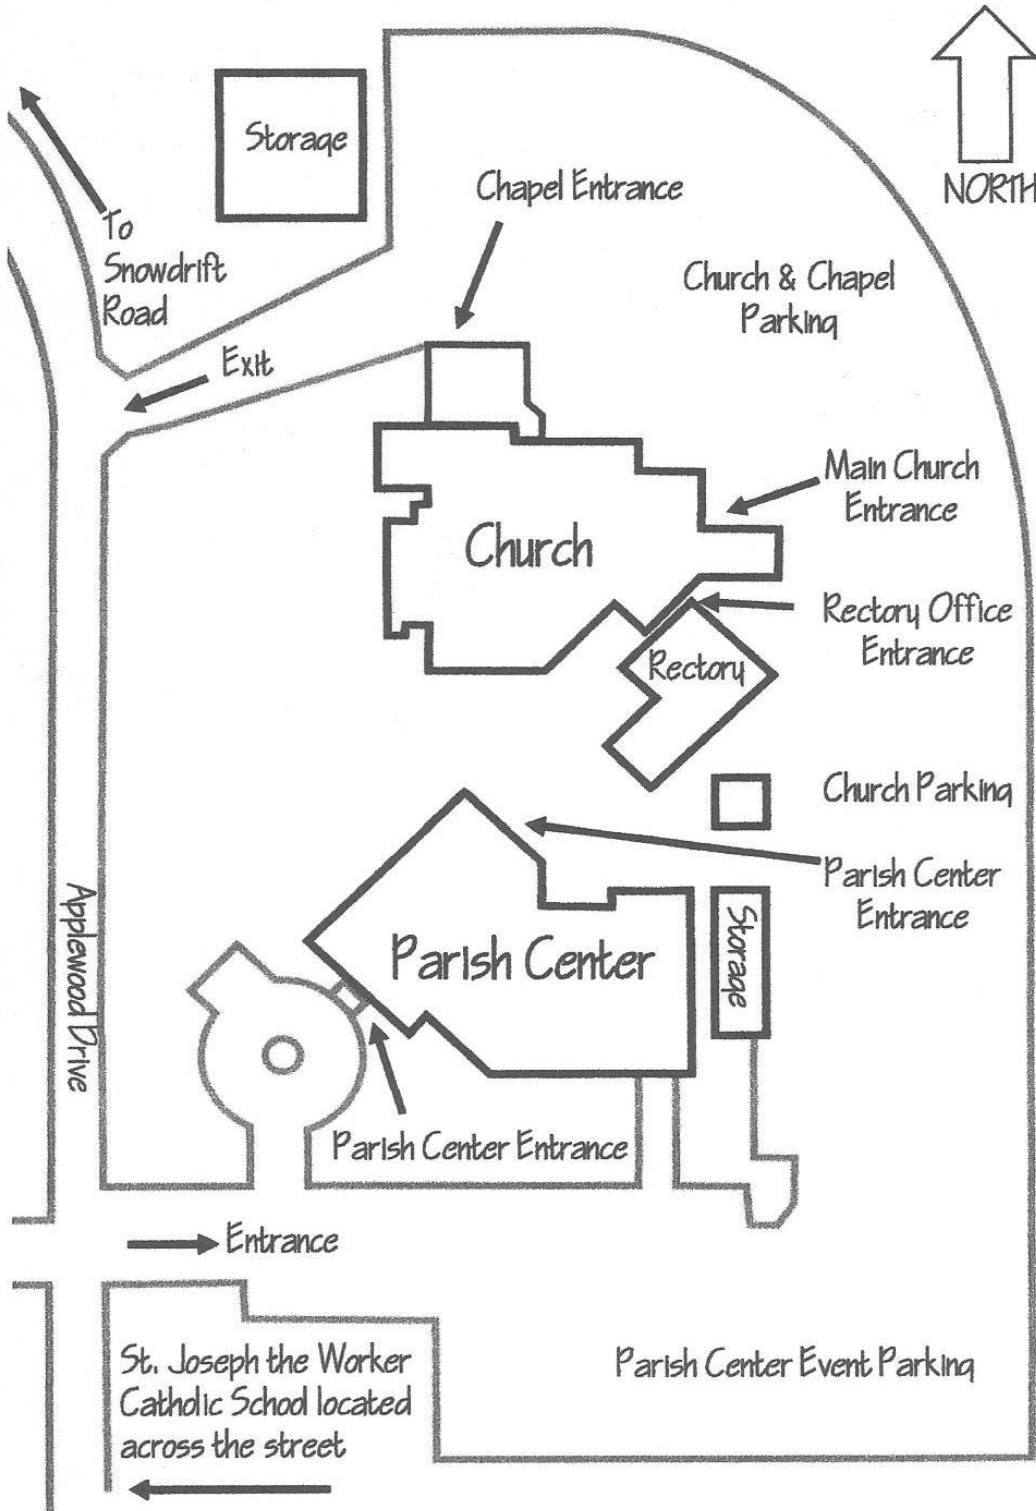 Storage
NORTH
Chapel Entrance
To
Snowdrift
Road
Church & Chapel
Parking
Exit
Main Church
Entrance
Church
Rectory Office
Entrance
Rectory
Church Parking
Parish Center
Entrance
Applewood Drive
Parish Center
Storage
Parish Center Entrance
Entrance
St. Joseph the Worker
Catholic School located
across the street
Parish Center Event Parking